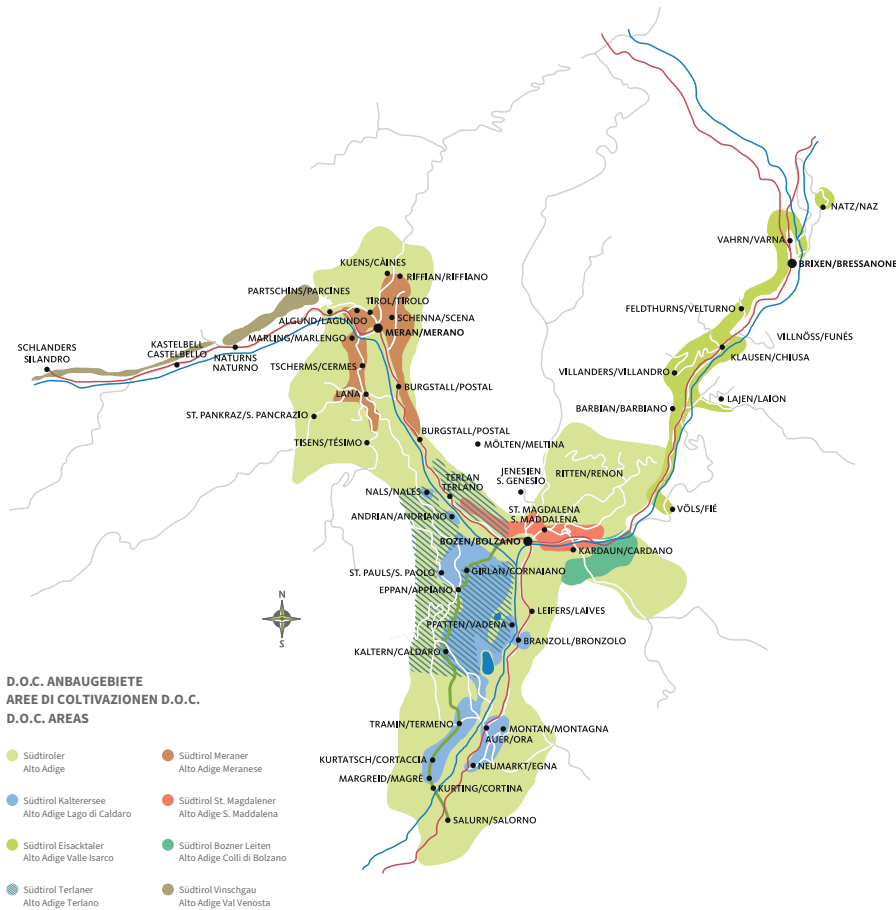 NATZ/NAZ
VAHRN/VARNA
BRIXEN/BRESSANONE
KUENS/CÀINES
RIFFIAN/RIFFIANO
PARTSCHINS/PARCINES
TIROL/TIROLO
FELDTHURNS/VELTURNO
ALGUND/LAGUNDO
SCHENNA/SCENA
MERAN/MERANO
MARLING/MARLENGO
VILLNÖSS/FUNÉS
SCHLANDERS
SILANDRO
KASTELBELL
CASTELBELLO
NATURNS
NATURNO
KLAUSEN/CHIUSA
TSCHERMS/CERMES
VILLANDERS/VILLANDRO
BURGSTALL/POSTAL
LANA
LAJEN/LAION
BARBIAN/BARBIANO
ST. PANKRAZ/S. PANCRAZIO
BURGSTALL/POSTAL
TISENS/TÉSIMO
MÖLTEN/MELTINA
JENESIEN
S. GENESIO
RITTEN/RENON
TERLAN
TERLANO
NALS/NALES
ST. MAGDALENA
S. MADDALENA
VÖLS/FIÉ
ANDRIAN/ANDRIANO
BOZEN/BOLZANO
KARDAUN/CARDANO
ST. PAULS/S. PAOLO
GIRLAN/CORNAIANO
EPPAN/APPIANO
N
S
LEIFERS/LAIVES
PFATTEN/VADENA
BRANZOLL/BRONZOLO
KALTERN/CALDARO
D.O.C. ANBAUGEBIETE
AREE DI COLTIVAZIONEN D.O.C.
D.O.C. AREAS
TRAMIN/TERMENO
MONTAN/MONTAGNA
AUER/ORA
KURTATSCH/CORTACCIA
NEUMARKT/EGNA
MARGREID/MAGRÈ
KURTING/CORTINA
SALURN/SALORNO
Südtiroler
Alto Adige
Südtirol Meraner
Alto Adige Meranese
Südtirol Kalterersee
Alto Adige Lago di Caldaro
Südtirol St. Magdalener
Alto Adige S. Maddalena
Südtirol Eisacktaler
Alto Adige Valle Isarco
Südtirol Bozner Leiten
Alto Adige Colli di Bolzano
Südtirol Terlaner
Alto Adige Terlano
Südtirol Vinschgau
Alto Adige Val Venosta